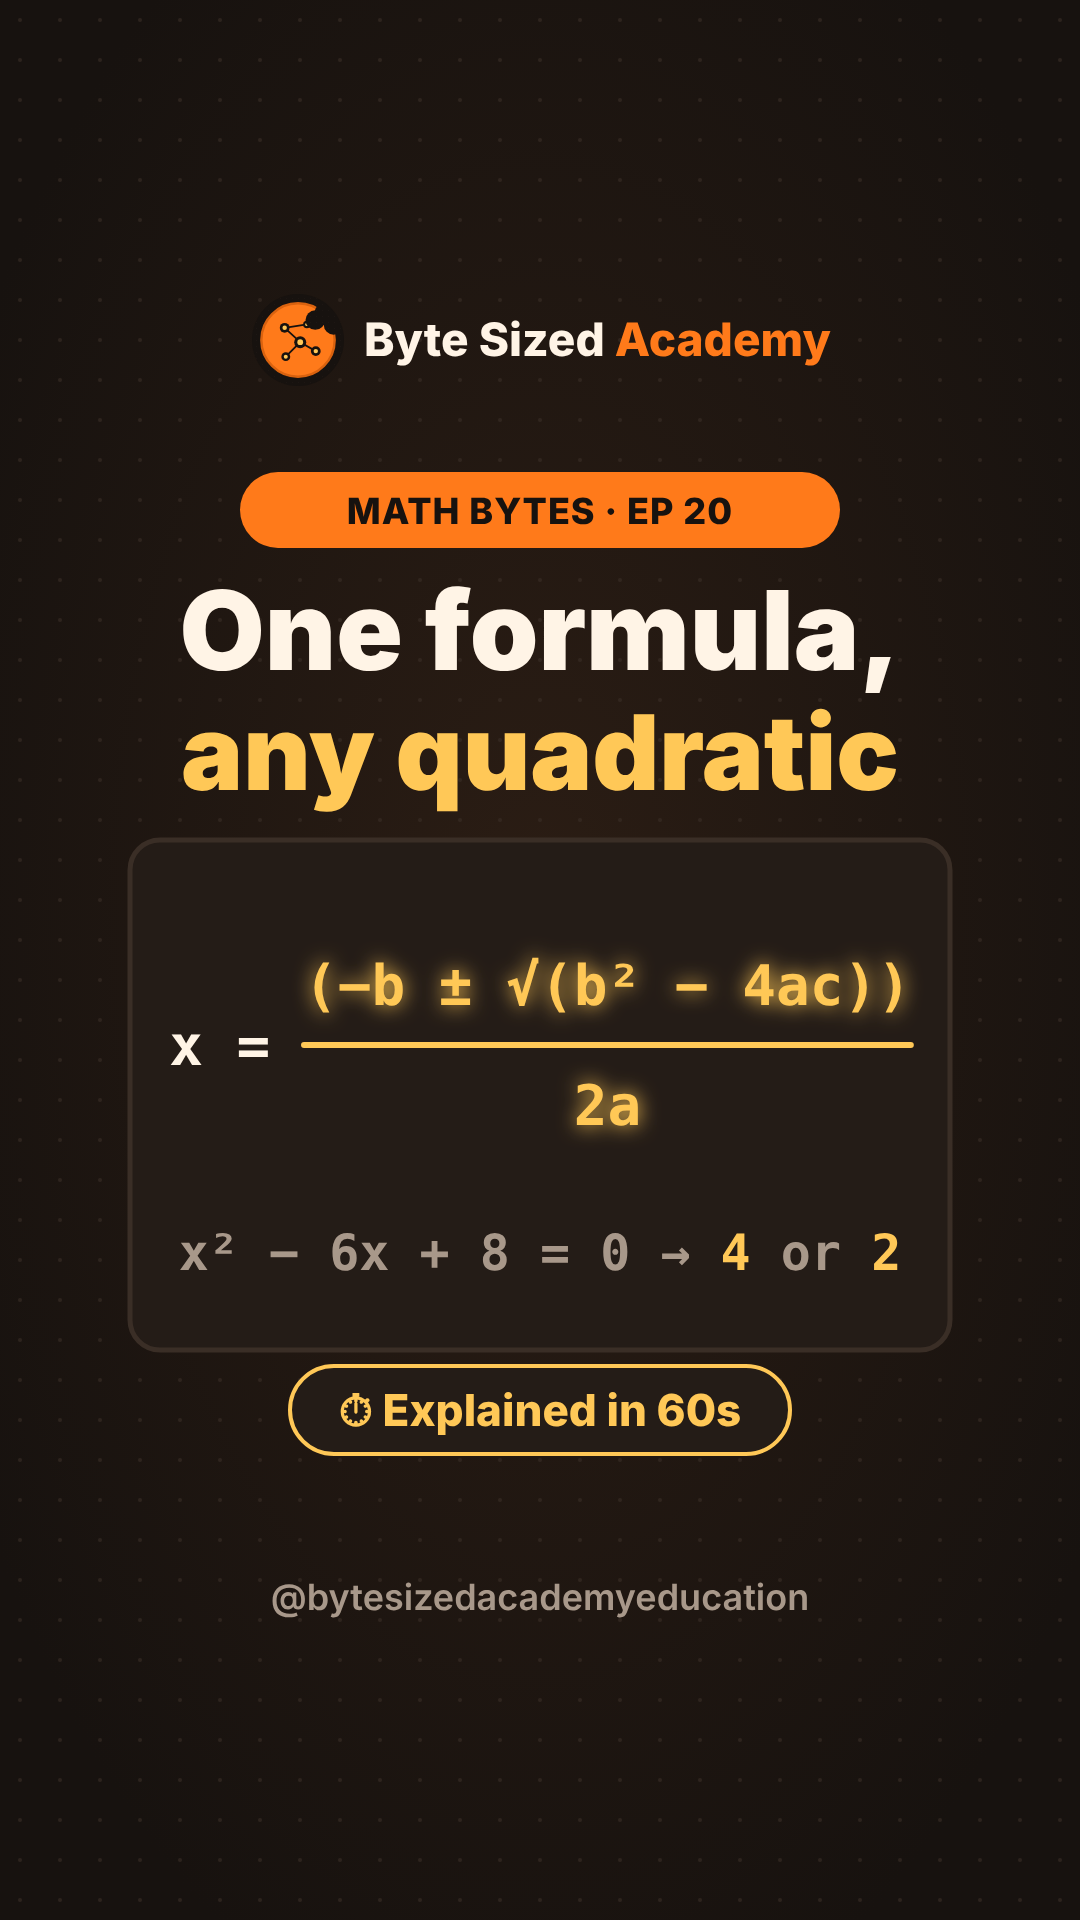 Byte Sized Academy
MATH BYTES · EP 20
One formula,
any quadratic
(−b ± √(b² − 4ac))
x =
2a
x² − 6x + 8 = 0 → 4 or 2
⏱ Explained in 60s
@bytesizedacademyeducation